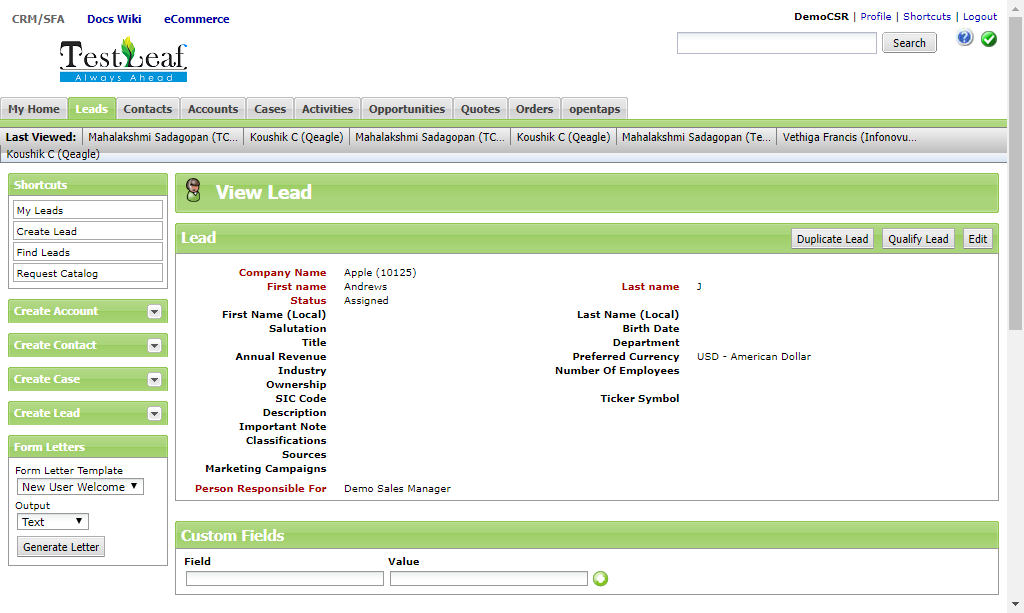 CRM/SFA Docs Wiki eCommerce
DemoCSR | Profile | Shortcuts | Logout
TestLeaf
Always Ahead
Search
My Home Leads Contacts Accounts Cases Activities Opportunities Quotes Orders opentaps
Last Viewed: Mahalakshmi Sadagopan (TC... Koushik C (Qeagle) Mahalakshmi Sadagopan (TC... Koushik C (Qeagle) Mahalakshmi Sadagopan (Te... Vethiga Francis (Infonovu...
Koushik C (Qeagle)
Shortcuts
My Leads
Create Lead
Find Leads
Request Catalog
Create Account
Create Contact
Create Case
Create Lead
Form Letters
Form Letter Template
New User Welcome
Output
Text
Generate Letter
View Lead
Lead Duplicate Lead Qualify Lead Edit
Company Name Apple (10125)
First name Andrews Last name J
Status Assigned
First Name (Local) Last Name (Local)
Salutation Birth Date
Title Department
Annual Revenue Preferred Currency USD - American Dollar
Industry Number Of Employees
Ownership
SIC Code Ticker Symbol
Description
Important Note
Classifications
Sources
Marketing Campaigns
Person Responsible For Demo Sales Manager
Custom Fields
Field Value